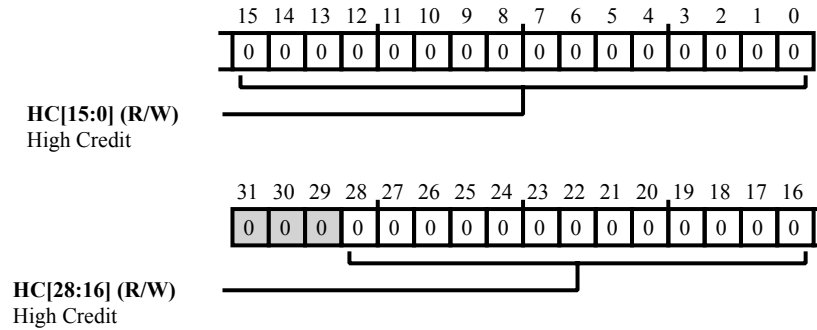 15 14 13 12 11 10 9 8 7 6 5 4 3 2 1 0
0 0 0 0 0 0 0 0 0 0 0 0 0 0 0 0
HC[15:0] (R/W)
High Credit
31 30 29 28 27 26 25 24 23 22 21 20 19 18 17 16
0 0 0 0 0 0 0 0 0 0 0 0 0 0 0 0
HC[28:16] (R/W)
High Credit